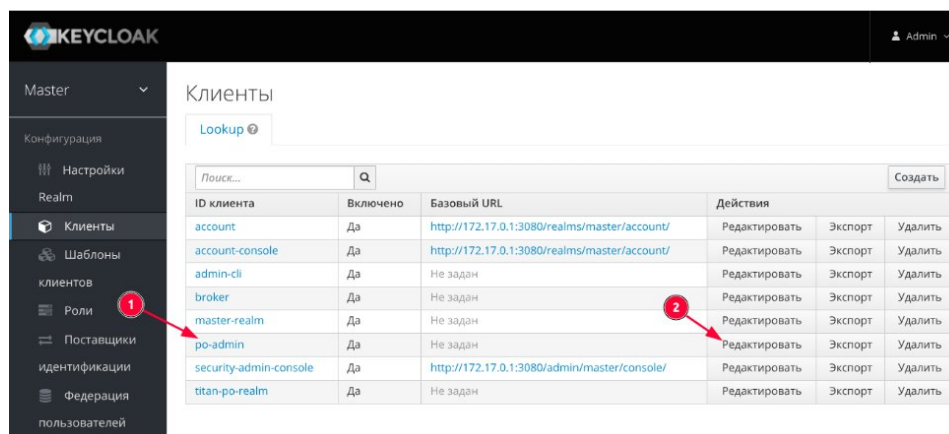 KEYCLOAK
Admin
Master
Клиенты
Lookup
Конфигурация
Настройки
Realm
Клиенты
Шаблоны
клиентов
Роли
Поставщики
идентификации
Федерация
пользователей
Поиск...
Создать
ID клиента Включено Базовый URL Действия
account Да http://172.17.0.1:3080/realms/master/account/ Редактировать Экспорт Удалить
account-console Да http://172.17.0.1:3080/realms/master/account/ Редактировать Экспорт Удалить
admin-cli Да Не задан Редактировать Экспорт Удалить
broker Да Не задан Редактировать Экспорт Удалить
master-realm Да Не задан Редактировать Экспорт Удалить
po-admin Да Не задан Редактировать Экспорт Удалить
security-admin-console Да http://172.17.0.1:3080/admin/master/console/ Редактировать Экспорт Удалить
titan-po-realm Да Не задан Редактировать Экспорт Удалить
1
2